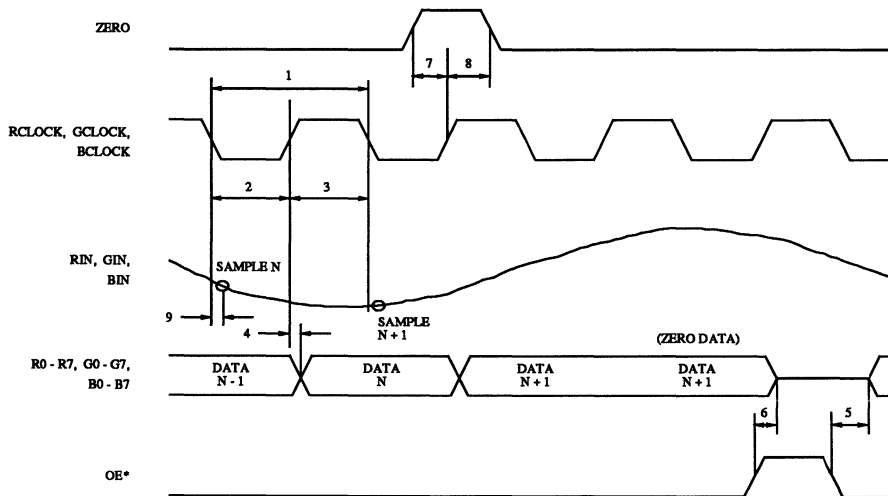 ZERO
7
8
1
RCLOCK, GCLOCK,
BCLOCK
2
3
RIN, GIN,
BIN
SAMPLE N
9
4
SAMPLE
N + 1
(ZERO DATA)
R0 - R7, G0 - G7,
B0 - B7
DATA
N - 1
DATA
N
DATA
N + 1
DATA
N + 1
6
5
OE*